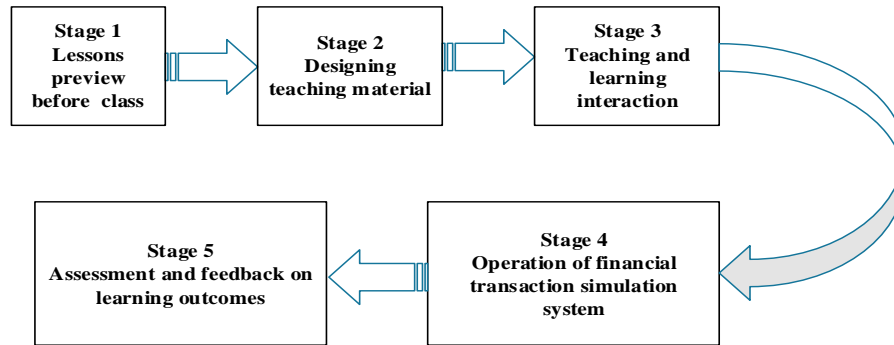 Stage 1
Lessons
preview
before class
Stage 2
Designing
teaching material
Stage 3
Teaching and
learning
interaction
Stage 4
Operation of financial
transaction simulation
system
Stage 5
Assessment and feedback on
learning outcomes